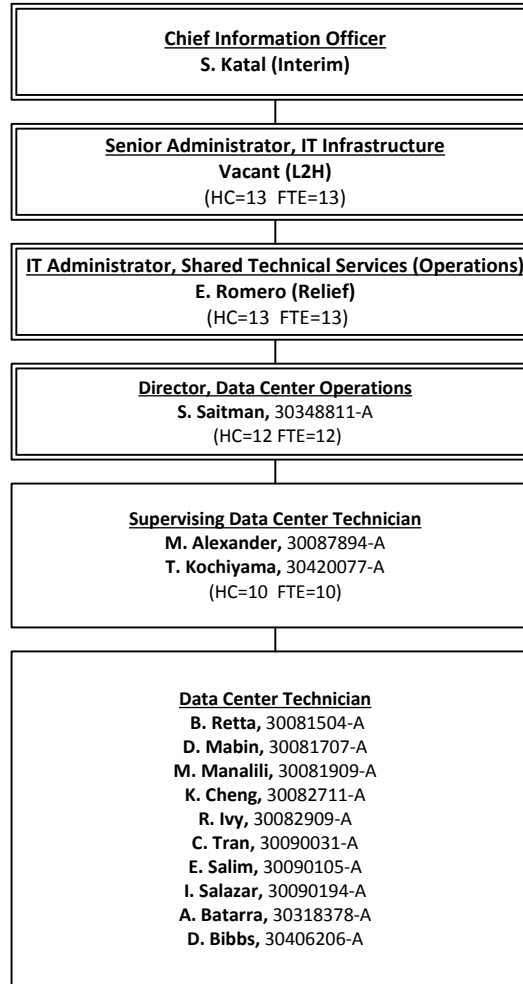 Chief Information Officer
S. Katal (Interim)
Senior Administrator, IT Infrastructure
Vacant (L2H)
(HC=13 FTE=13)
IT Administrator, Shared Technical Services (Operations)
E. Romero (Relief)
(HC=13 FTE=13)
Director, Data Center Operations
S. Saitman, 30348811-A
(HC=12 FTE=12)
Supervising Data Center Technician
M. Alexander, 30087894-A
T. Kochiyama, 30420077-A
(HC=10 FTE=10)
Data Center Technician
B. Retta, 30081504-A
D. Mabin, 30081707-A
M. Manalili, 30081909-A
K. Cheng, 30082711-A
R. Ivy, 30082909-A
C. Tran, 30090031-A
E. Salim, 30090105-A
I. Salazar, 30090194-A
A. Batarra, 30318378-A
D. Bibbs, 30406206-A